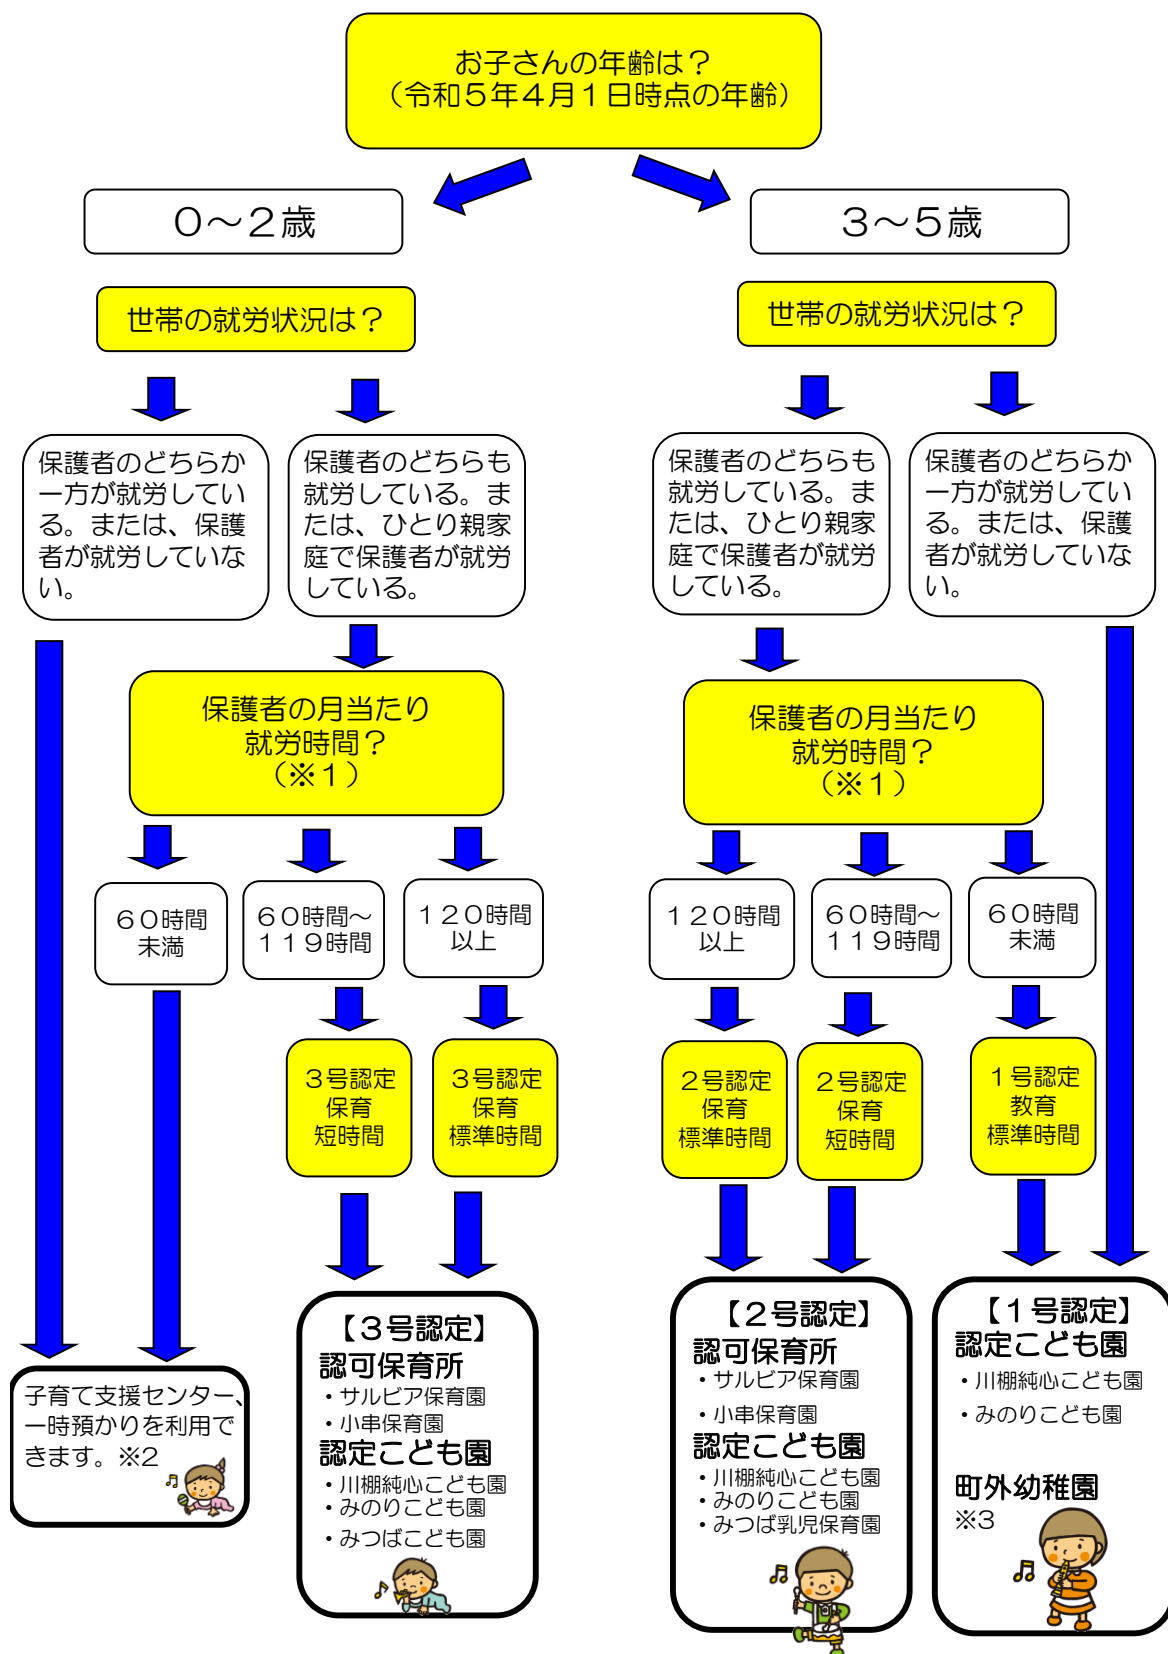 お子さんの年齢は？
（令和５年４月１日時点の年齢）
０～２歳
３～５歳
世帯の就労状況は？
世帯の就労状況は？
保護者のどちらか
一方が就労してい
る。または、保護
者が就労していな
い。
保護者のどちらも
就労している。ま
たは、ひとり親家
庭で保護者が就労
している。
保護者のどちらも
就労している。ま
たは、ひとり親家
庭で保護者が就労
している。
保護者のどちらか
一方が就労してい
る。または、保護
者が就労していな
い。
保護者の月当たり
就労時間？
（※１）
保護者の月当たり
就労時間？
（※１）
６０時間
未満
６０時間～
１１９時間
１２０時間
以上
１２０時間
以上
６０時間～
１１９時間
６０時間
未満
３号認定
保育
短時間
３号認定
保育
標準時間
２号認定
保育
標準時間
２号認定
保育
短時間
１号認定
教育
標準時間
子育て支援センター、
一時預かりを利用で
きます。※2
【３号認定】
認可保育所
・サルビア保育園
・小串保育園
認定こども園
・川棚純心こども園
・みのりこども園
・みつばこども園
【２号認定】
認可保育所
・サルビア保育園
・小串保育園
認定こども園
・川棚純心こども園
・みのりこども園
・みつば乳児保育園
【１号認定】
認定こども園
・川棚純心こども園
・みのりこども園
町外幼稚園
※3